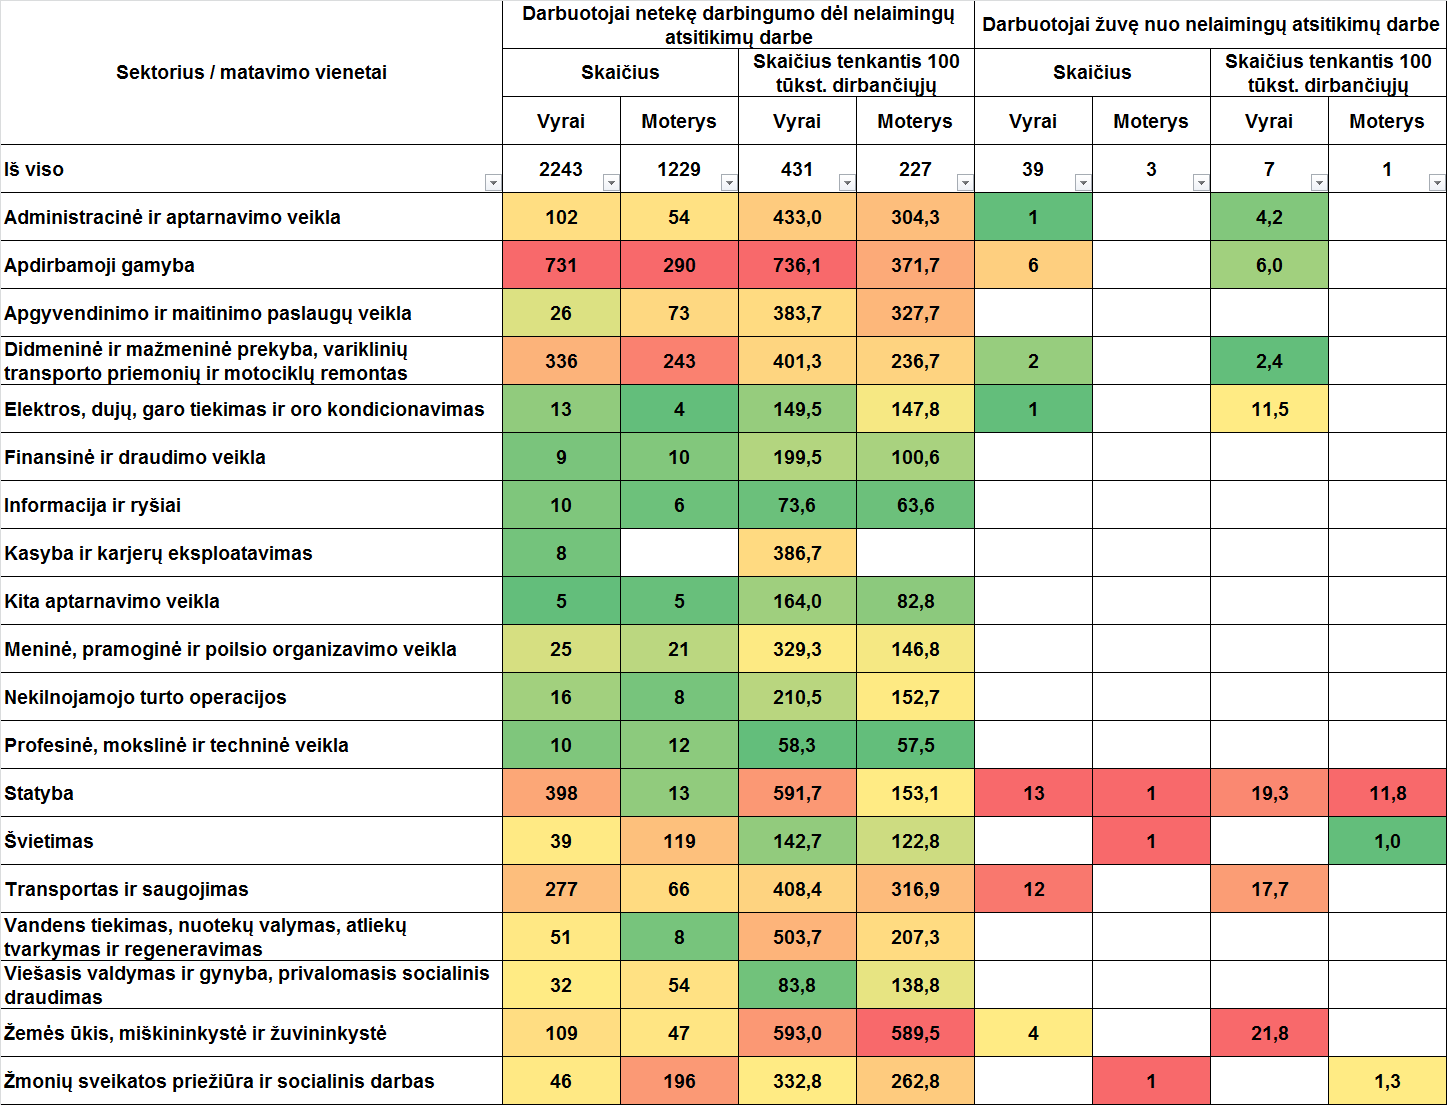 Sektorius / matavimo vienetai
Darbuotojai netekę darbingumo dėl nelaimingų
atsitikimų darbe
Darbuotojai žuvę nuo nelaimingų atsitikimų darbe
Skaičius
Skaičius tenkantis 100
tūkst. dirbančiųjų
Skaičius
Skaičius tenkantis 100
tūkst. dirbančiųjų
Vyrai Moterys Vyrai Moterys Vyrai Moterys Vyrai Moterys
Iš viso 2243 1229 431 227 39 3 7 1
Administracinė ir aptarnavimo veikla 102 54 433,0 304,3 1 4,2
Apdirbamoji gamyba 731 290 736,1 371,7 6 6,0
Apgyvendinimo ir maitinimo paslaugų veikla 26 73 383,7 327,7
Didmeninė ir mažmeninė prekyba, variklinių
transporto priemonių ir motociklų remontas 336 243 401,3 236,7 2 2,4
Elektros, dujų, garo tiekimas ir oro kondicionavimas 13 4 149,5 147,8 1 11,5
Finansinė ir draudimo veikla 9 10 199,5 100,6
Informacija ir ryšiai 10 6 73,6 63,6
Kasyba ir karjerų eksploatavimas 8 386,7
Kita aptarnavimo veikla 5 5 164,0 82,8
Meninė, pramoginė ir poilsio organizavimo veikla 25 21 329,3 146,8
Nekilnojamojo turto operacijos 16 8 210,5 152,7
Profesinė, mokslinė ir techninė veikla 10 12 58,3 57,5
Statyba 398 13 591,7 153,1 13 1 19,3 11,8
Švietimas 39 119 142,7 122,8 1 1,0
Transportas ir saugojimas 277 66 408,4 316,9 12 17,7
Vandens tiekimas, nuotekų valymas, atliekų
tvarkymas ir regeneravimas 51 8 503,7 207,3
Viešasis valdymas ir gynyba, privalomasis socialinis
draudimas 32 54 83,8 138,8
Žemės ūkis, miškininkystė ir žuvininkystė 109 47 593,0 589,5 4 21,8
Žmonių sveikatos priežiūra ir socialinis darbas 46 196 332,8 262,8 1 1,3